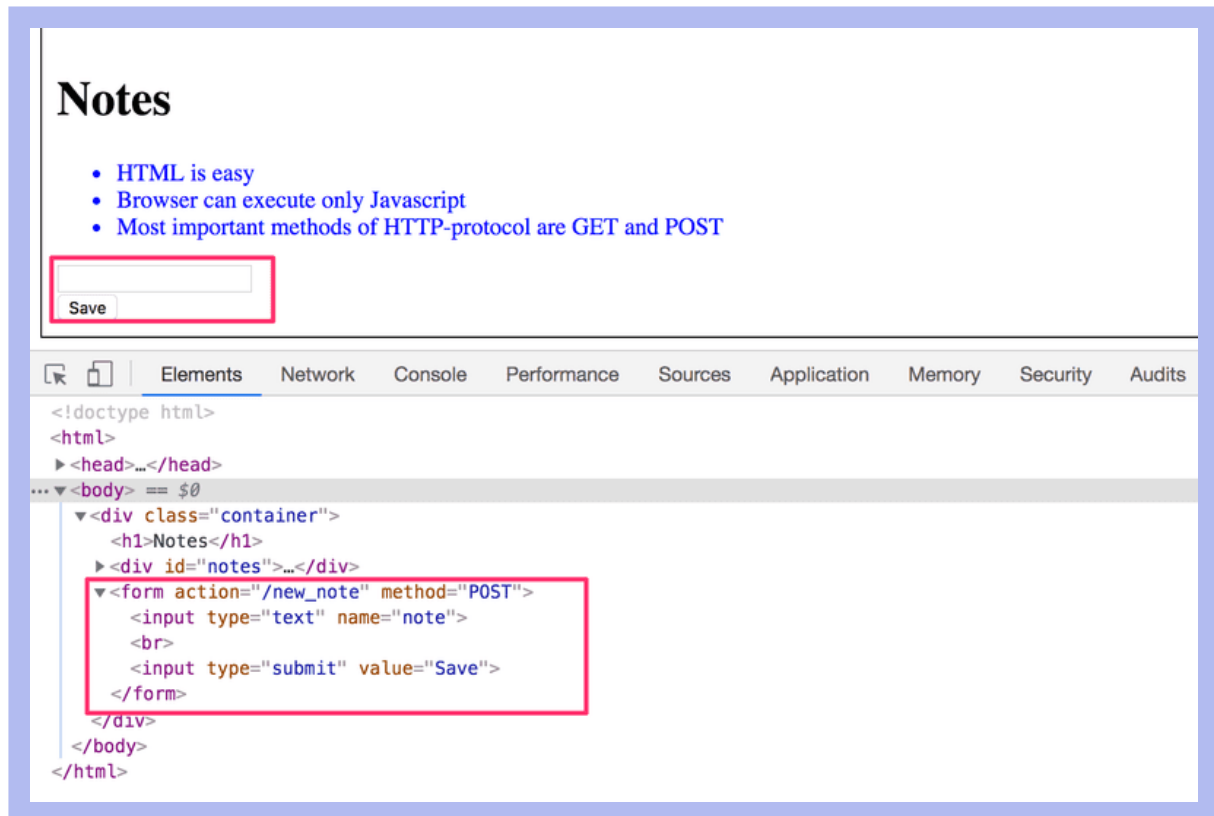 Notes
• HTML is easy
• Browser can execute only Javascript
• Most important methods of HTTP-protocol are GET and POST
Save
Elements Network Console Performance Sources Application Memory Security Audits
<!doctype html>
<html>
▶<head>…</head>
… ▼<body> == $0
▼<div class="container">
<h1>Notes</h1>
▶<div id="notes">…</div>
▼<form action="/new_note" method="POST">
<input type="text" name="note">
<br>
<input type="submit" value="Save">
</form>
</div>
</body>
</html>